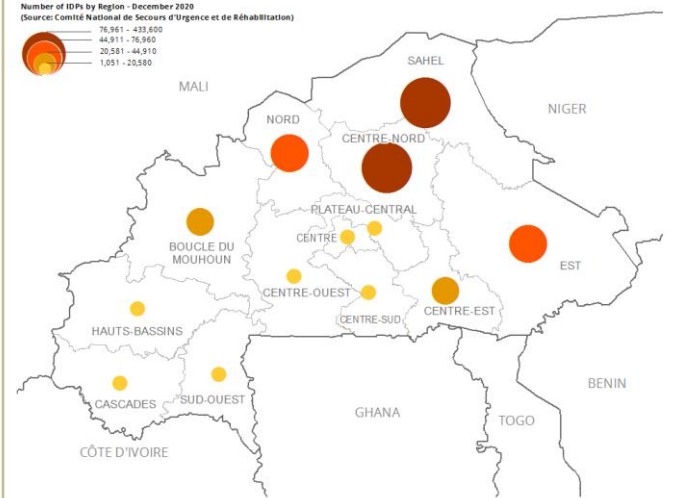 Number of IDPs by Region - December 2020
(Source: Comité National de Secours d'Urgence et de Réhabilitation)
76,961 - 433,600
44,911 - 76,960
20,581 - 44,910
1,051 - 20,580
SAHEL
MALI
NIGER
NORD
CENTRE-NORD
PLATEAU-CENTRAL
CENTRE
BOUCLE DU
MOUHOUN
EST
CENTRE-OUEST
CENTRE-EST
CENTRE-SUD
HAUTS-BASSINS
BENIN
CASCADES
SUD-OUEST
GHANA
TOGO
CÔTE D'IVOIRE